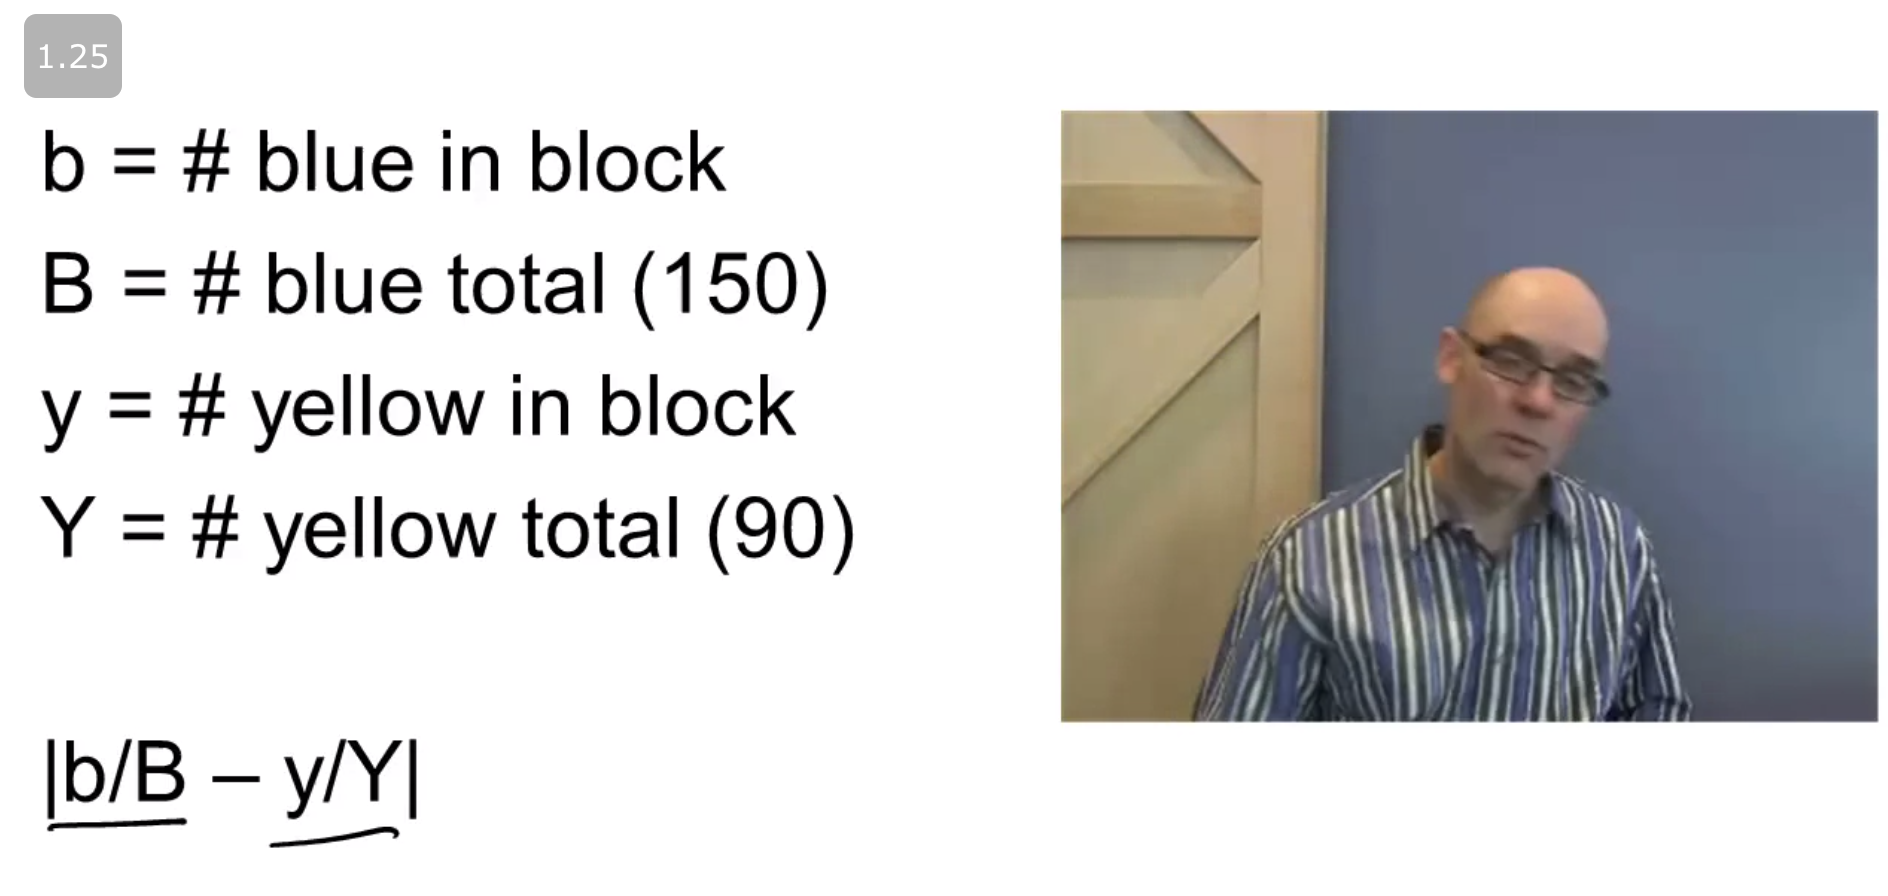 1.25
b = # blue in block
B = # blue total (150)
y = # yellow in block
Y = # yellow total (90)
|b/B – y/Y|